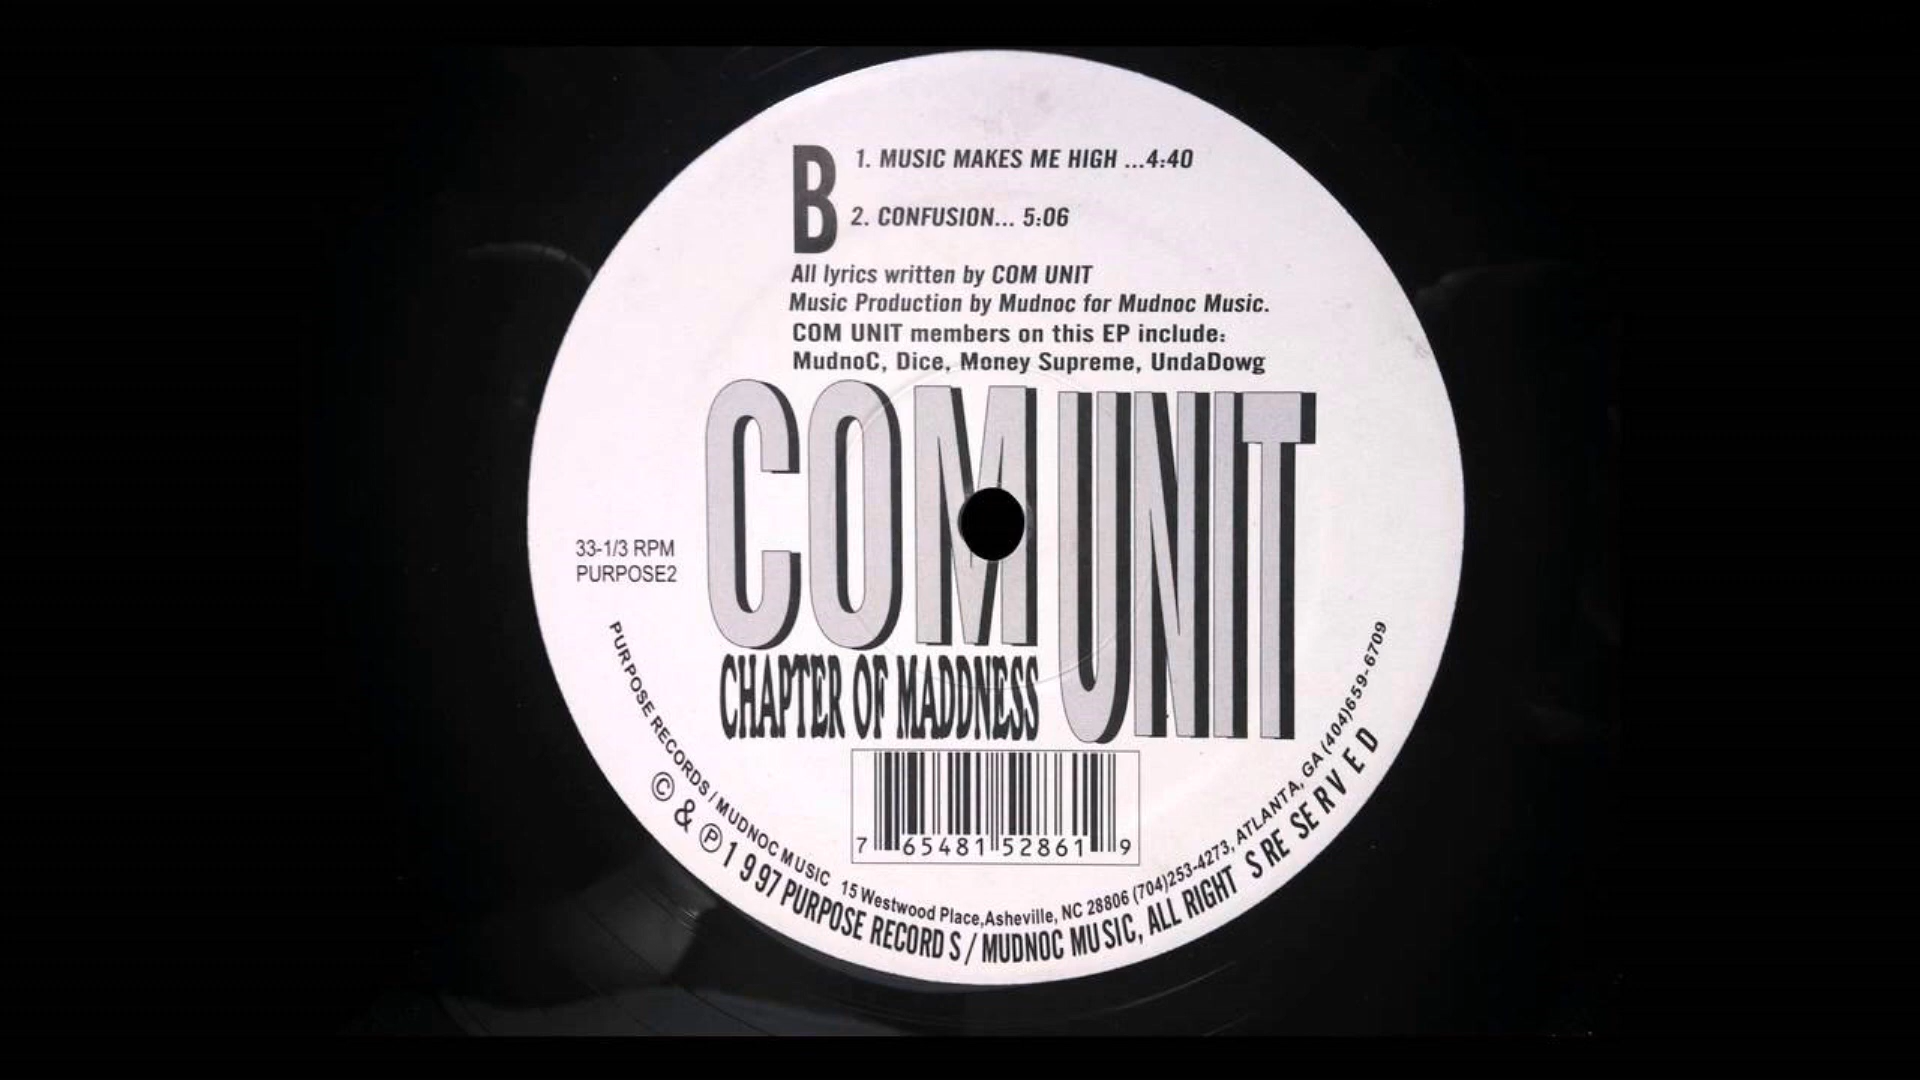 B
1. MUSIC MAKES ME HIGH ...4:40
2. CONFUSION... 5:06
All lyrics written by COM UNIT
Music Production by Mudnoc for Mudnoc Music.
COM UNIT members on this EP include:
MudnoC, Dice, Money Supreme, UndaDowg
COM UNIT
CHAPTER OF MADDNESS
33-1/3 RPM
PURPOSE2
7 65481 52861 9
PURPOSE RECORDS / MUDNOC MUSIC 15 Westwood Place,Asheville, NC 28806 (704)253-4273, ATLANTA, GA (404)659-6709
© & ℗ 1997 PURPOSE RECORDS / MUDNOC MUSIC, ALL RIGHTS RESERVED